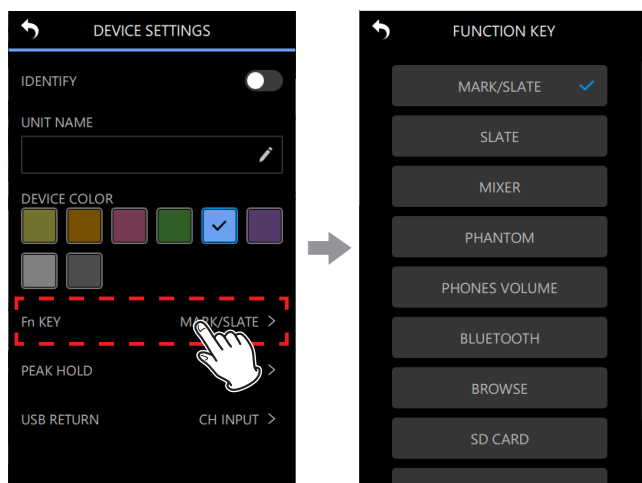 DEVICE SETTINGS
IDENTIFY
UNIT NAME
DEVICE COLOR
Fn KEY MARK/SLATE >
PEAK HOLD >
USB RETURN CH INPUT >
FUNCTION KEY
MARK/SLATE
SLATE
MIXER
PHANTOM
PHONES VOLUME
BLUETOOTH
BROWSE
SD CARD